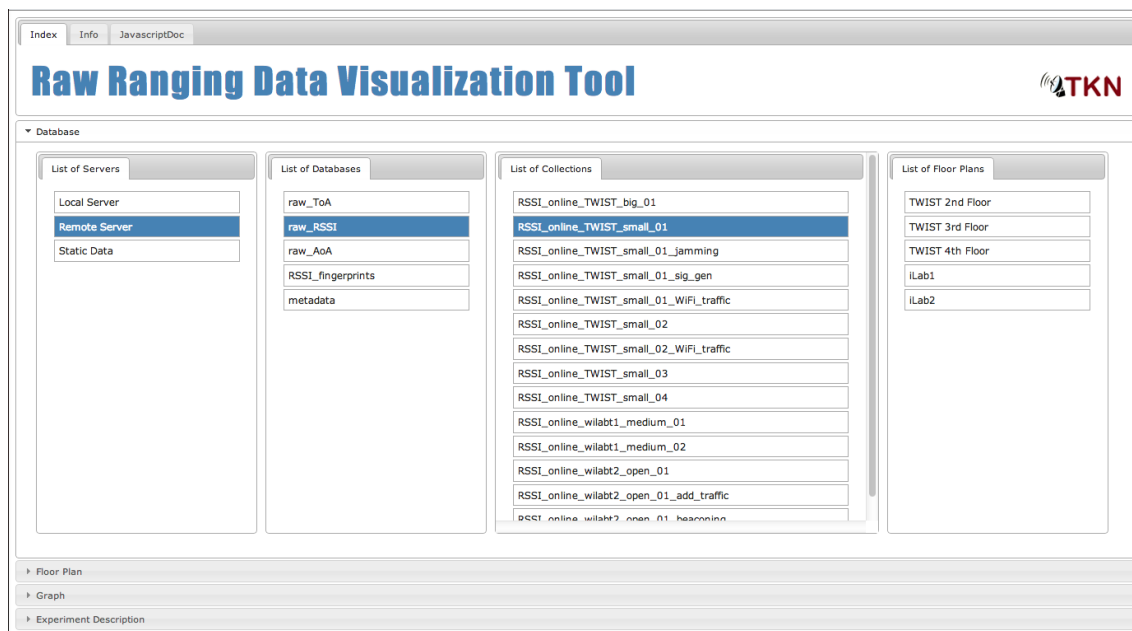 Index Info JavascriptDoc
Raw Ranging Data Visualization Tool
TKN
Database
List of Servers
Local Server
Remote Server
Static Data
List of Databases
raw_ToA
raw_RSSI
raw_AoA
RSSI_fingerprints
metadata
List of Collections
RSSI_online_TWIST_big_01
RSSI_online_TWIST_small_01
RSSI_online_TWIST_small_01_jamming
RSSI_online_TWIST_small_01_sig_gen
RSSI_online_TWIST_small_01_WiFi_traffic
RSSI_online_TWIST_small_02
RSSI_online_TWIST_small_02_WiFi_traffic
RSSI_online_TWIST_small_03
RSSI_online_TWIST_small_04
RSSI_online_wilabt1_medium_01
RSSI_online_wilabt1_medium_02
RSSI_online_wilabt2_open_01
RSSI_online_wilabt2_open_01_add_traffic
RSSI_online_wilabt2_open_01_beaconing
List of Floor Plans
TWIST 2nd Floor
TWIST 3rd Floor
TWIST 4th Floor
iLab1
iLab2
Floor Plan
Graph
Experiment Description